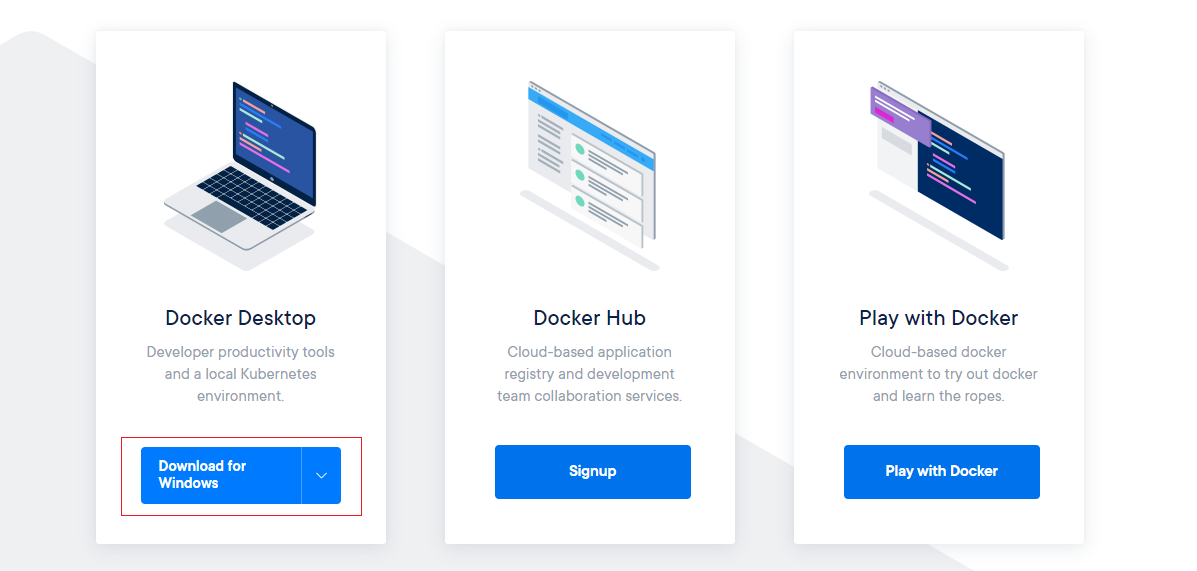 Docker Desktop
Developer productivity tools
and a local Kubernetes
environment.
Download for
Windows
Docker Hub
Cloud-based application
registry and development
team collaboration services.
Signup
Play with Docker
Cloud-based docker
environment to try out docker
and learn the ropes.
Play with Docker